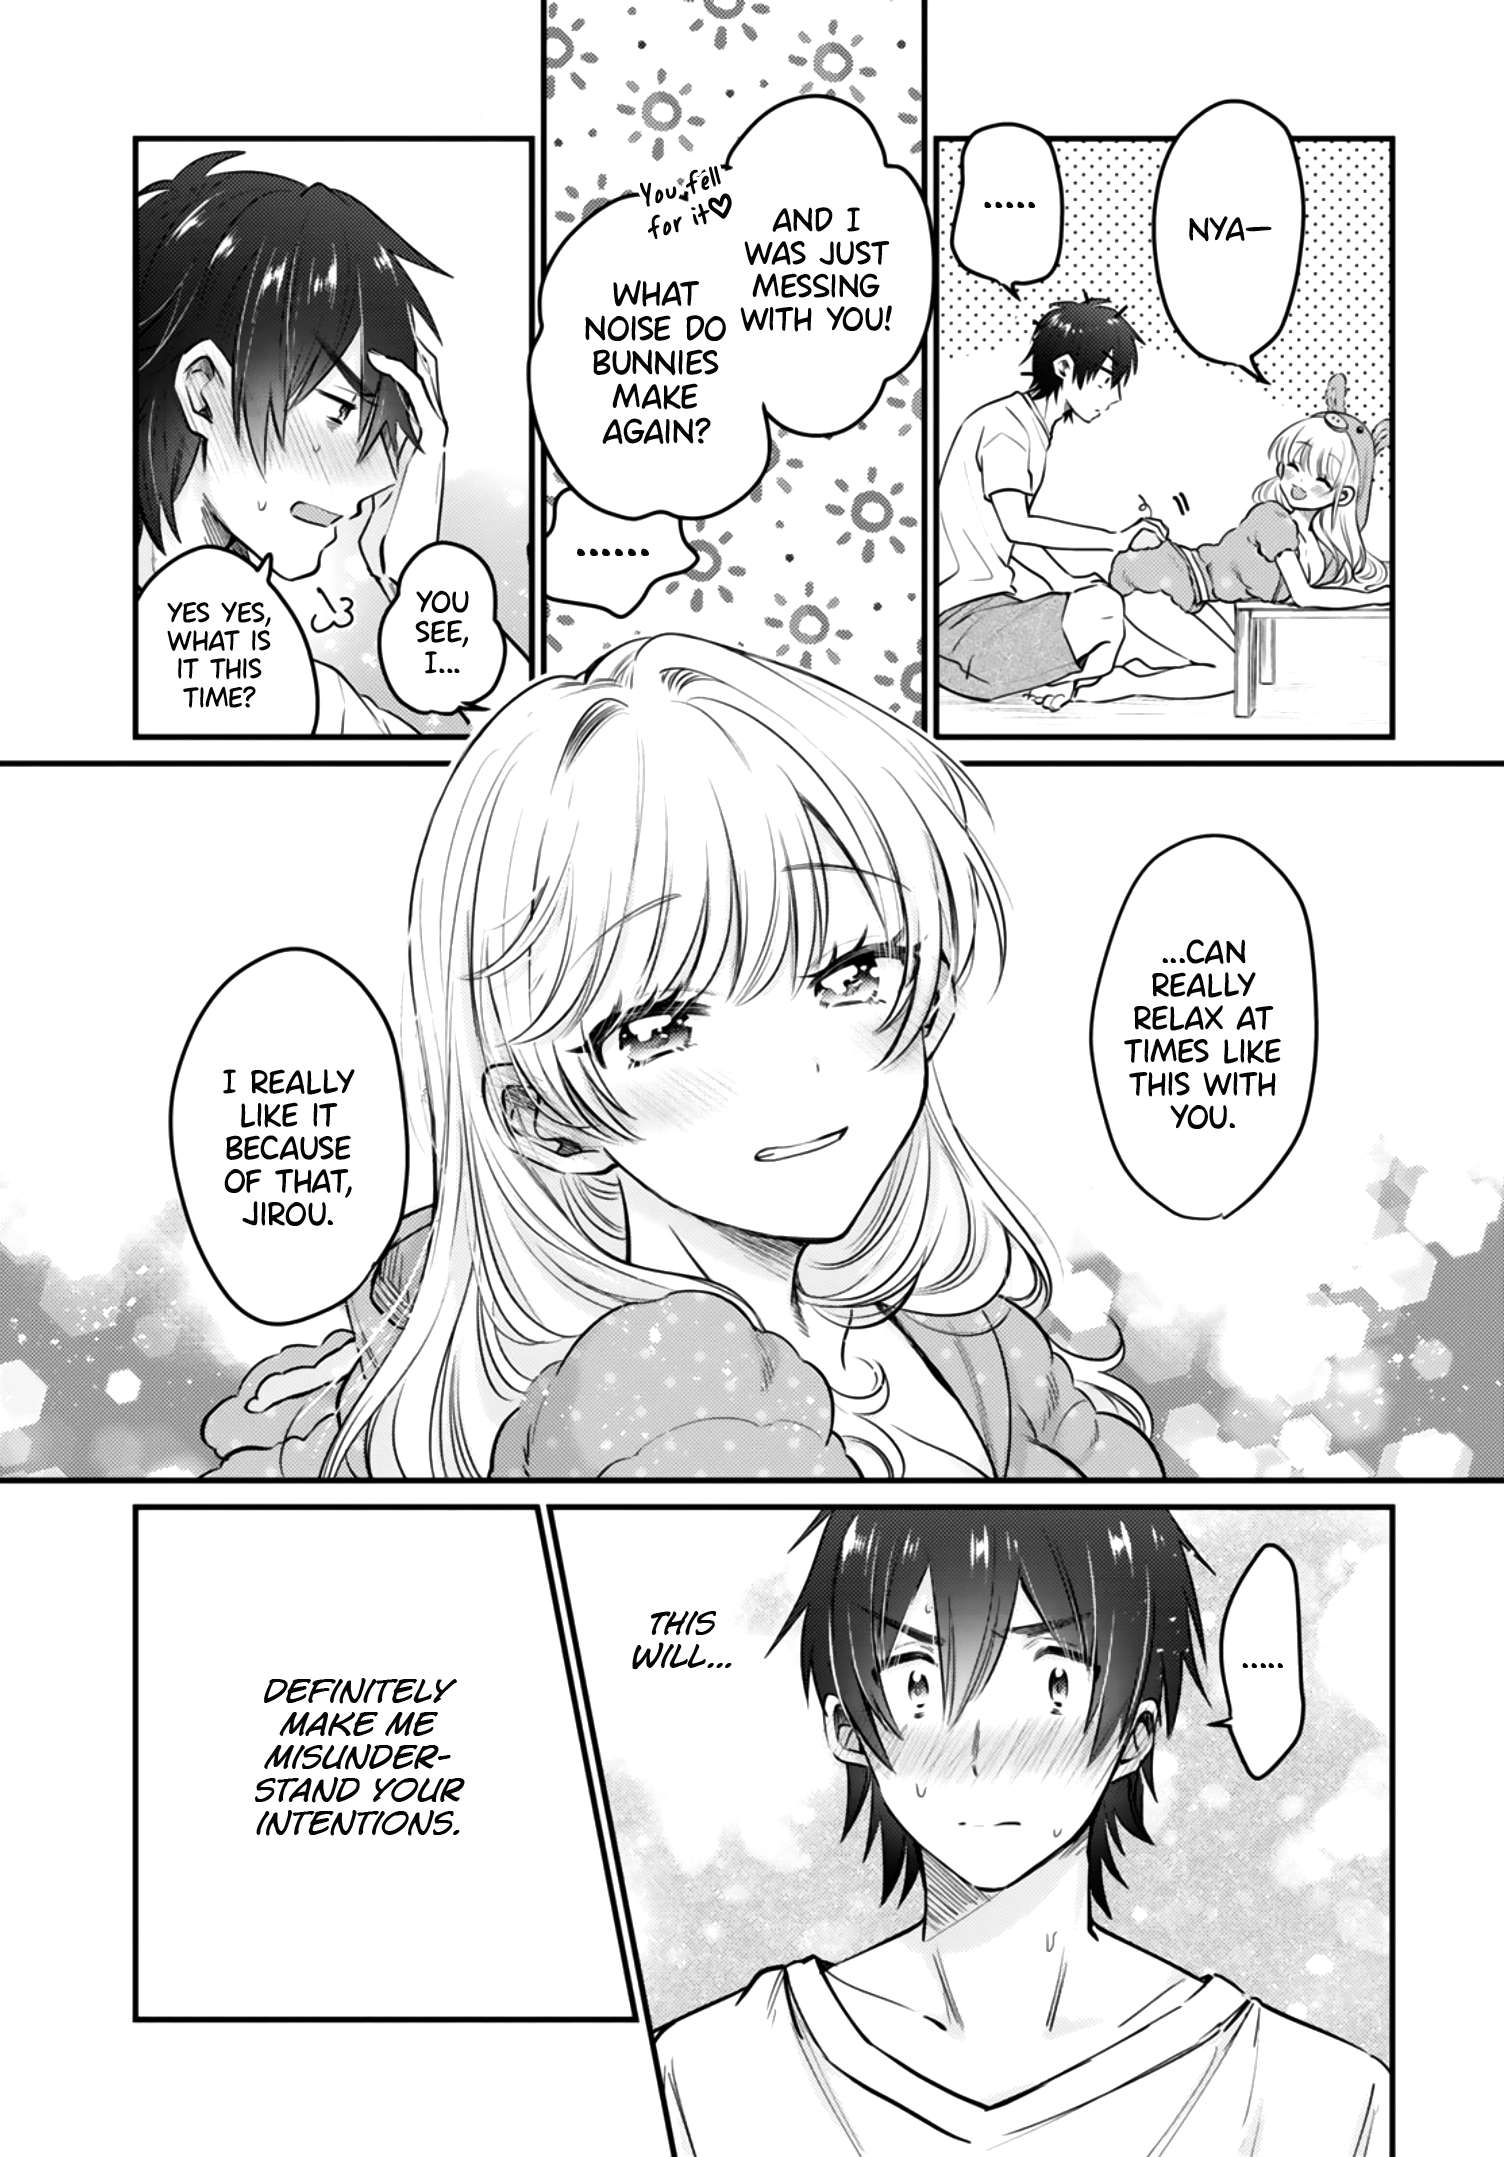 NYA—
.....
AND I
WAS JUST
MESSING
WITH YOU!
You fell
for it♡
WHAT
NOISE DO
BUNNIES
MAKE
AGAIN?
......
YOU
SEE,
I...
YES YES,
WHAT IS
IT THIS
TIME?
...CAN
REALLY
RELAX AT
TIMES LIKE
THIS WITH
YOU.
I REALLY
LIKE IT
BECAUSE
OF THAT,
JIROU.
.....
THIS
WILL...
DEFINITELY
MAKE ME
MISUNDER-
STAND YOUR
INTENTIONS.